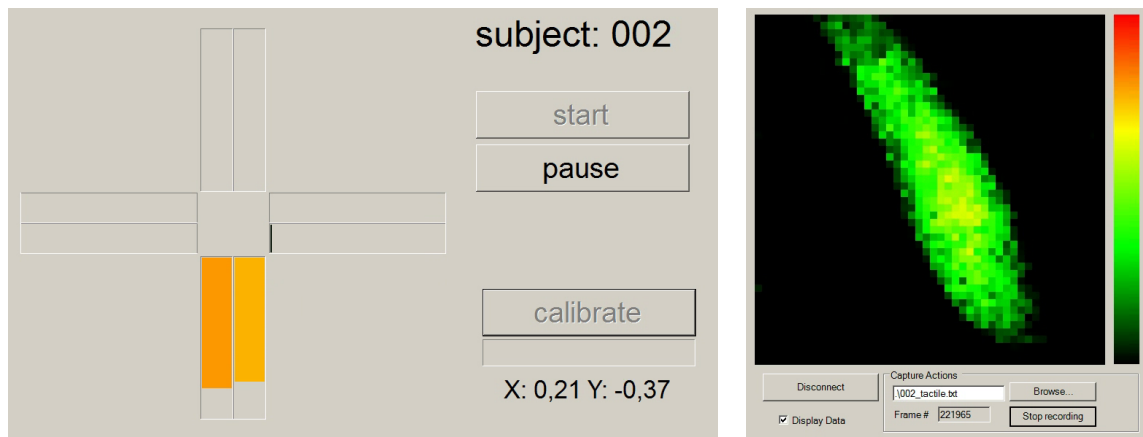 subject: 002
start
pause
calibrate
X: 0,21 Y: -0,37
Disconnect
Display Data
Capture Actions
.\002_tactile.txt
Browse...
Frame # 221965
Stop recording